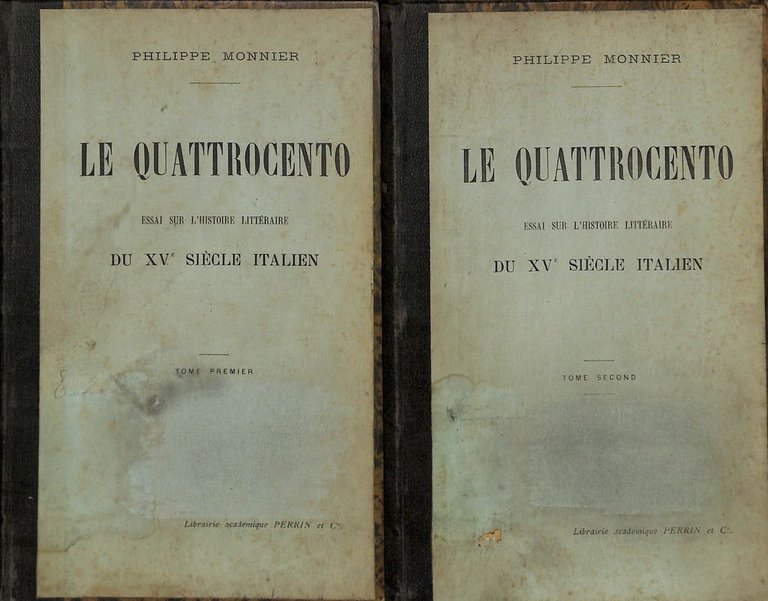 PHILIPPE MONNIER
LE QUATTROCENTO
ESSAI SUR L'HISTOIRE LITTÉRAIRE
DU XVᴱ SIÈCLE ITALIEN
TOME PREMIER
Librairie académique PERRIN et Cⁱᵉ.
PHILIPPE MONNIER
LE QUATTROCENTO
ESSAI SUR L'HISTOIRE LITTÉRAIRE
DU XVᴱ SIÈCLE ITALIEN
TOME SECOND
Librairie académique PERRIN et Cⁱᵉ.